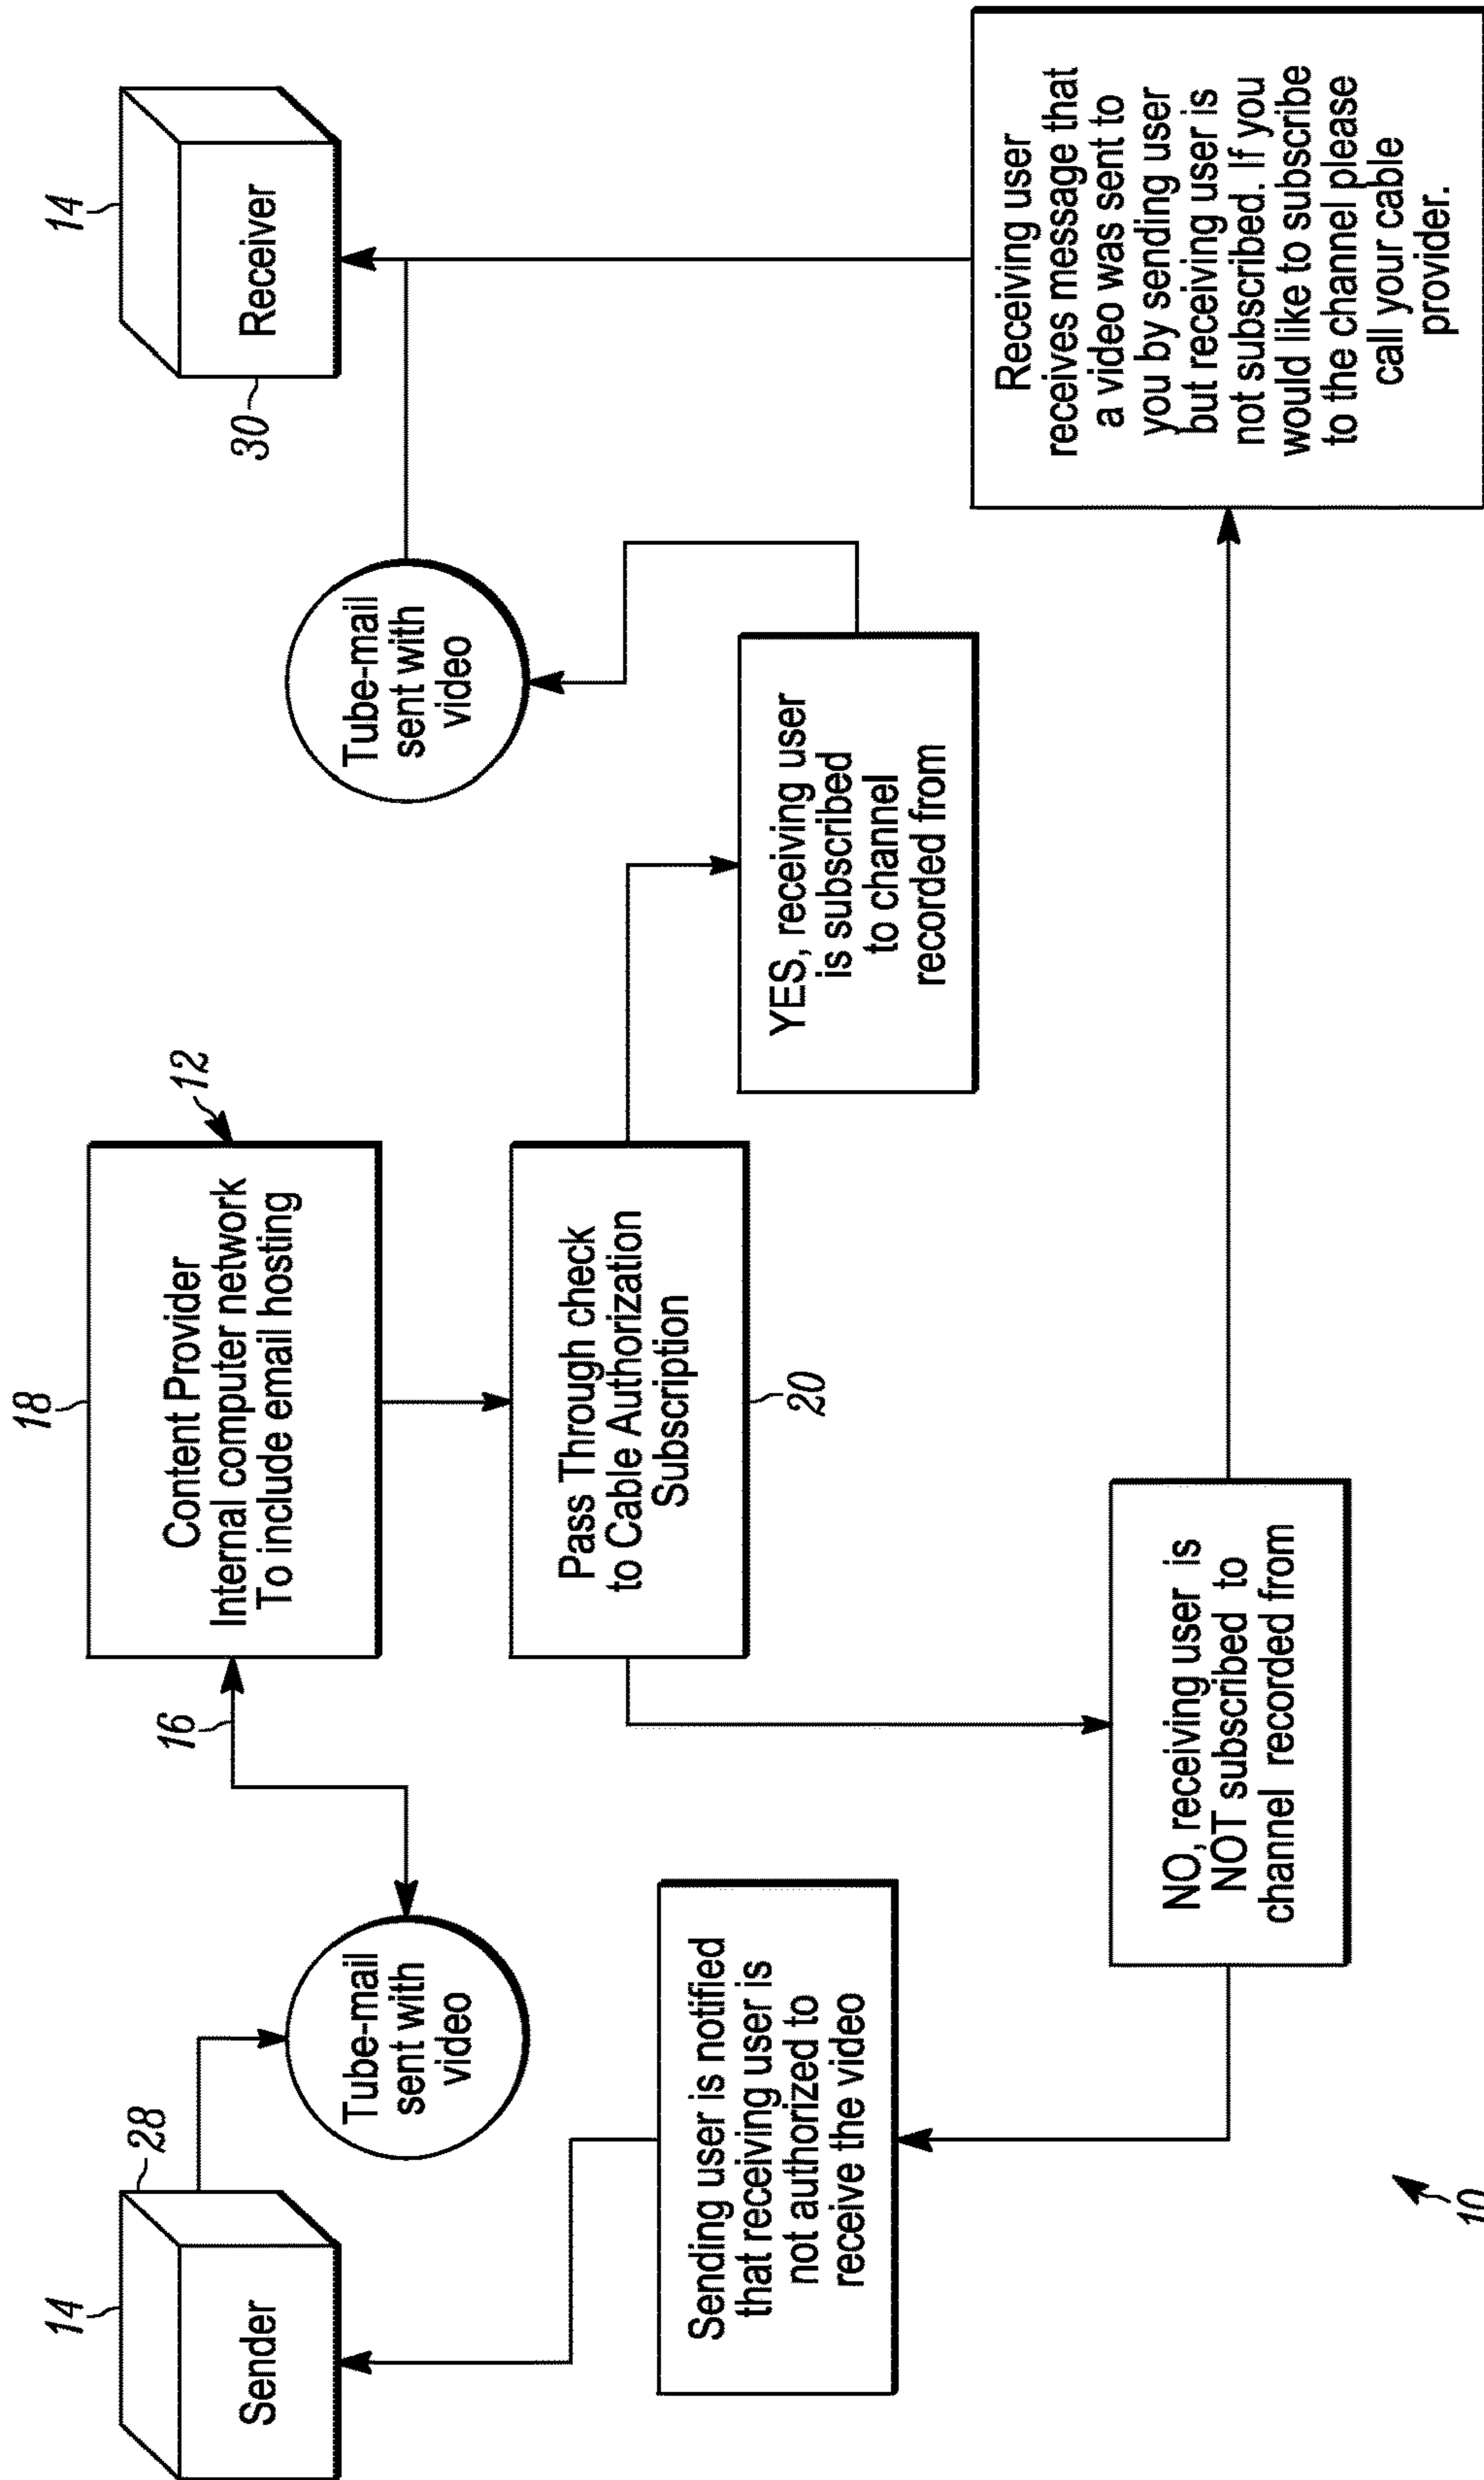 14
28
Sender
Tube-mail
sent with
video
16
18
12
Content Provider
Internal computer network
To include email hosting
Pass Through check
to Cable Authorization
Subscription
20
14
30
Receiver
Tube-mail
sent with
video
YES, receiving user
is subscribed
to channel
recorded from
Sending user is notified
that receiving user is
not authorized to
receive the video
NO, receiving user is
NOT subscribed to
channel recorded from
Receiving user
receives message that
a video was sent to
you by sending user
but receiving user is
not subscribed. If you
would like to subscribe
to the channel please
call your cable
provider.
10